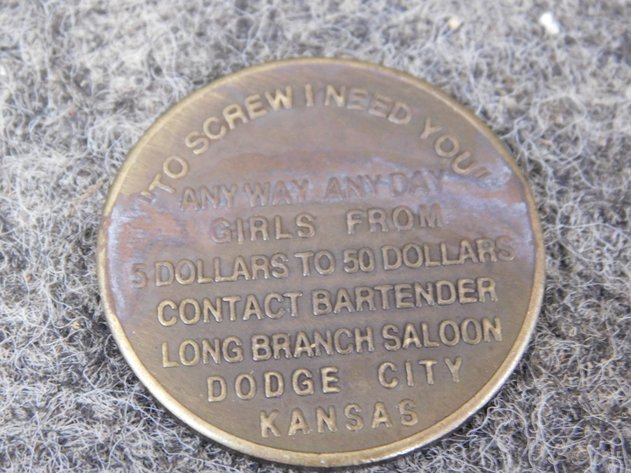 "TO SCREW I NEED YOU"
ANY WAY ANY DAY
GIRLS FROM
5 DOLLARS TO 50 DOLLARS
CONTACT BARTENDER
LONG BRANCH SALOON
DODGE CITY
KANSAS